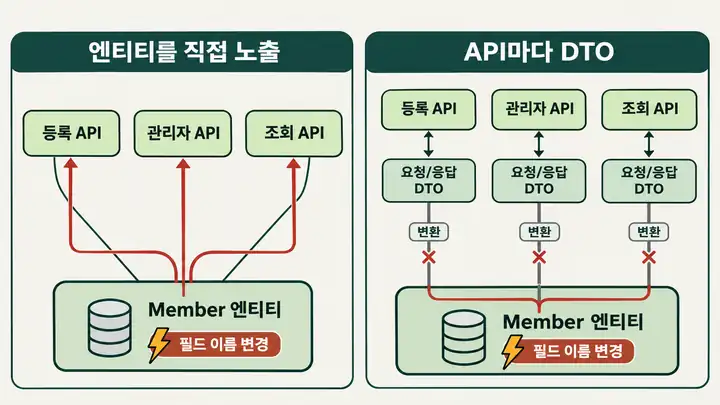 엔티티를 직접 노출
등록 API
관리자 API
조회 API
Member 엔티티
필드 이름 변경
API마다 DTO
등록 API
관리자 API
조회 API
요청/응답
DTO
요청/응답
DTO
요청/응답
DTO
변환
변환
변환
Member 엔티티
필드 이름 변경